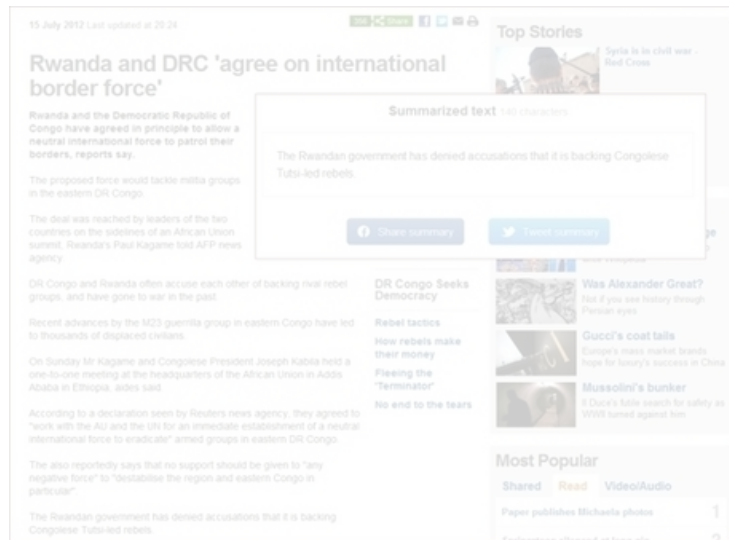 15 July 2012 Last updated at 20:24
Share
Rwanda and DRC 'agree on international
border force'
Rwanda and the Democratic Republic of
Congo have agreed in principle to allow a
neutral international force to patrol their
borders, reports say.
The proposed force would tackle militia groups
in the eastern DR Congo.
The deal was reached by leaders of the two
countries on the sidelines of an African Union
summit, Rwanda's Paul Kagame told AFP news
agency.
DR Congo and Rwanda often accuse each other of backing rival rebel
groups, and have gone to war in the past.
Recent advances by the M23 guerrilla group in eastern Congo have led
to thousands of displaced civilians.
On Sunday Mr Kagame and Congolese President Joseph Kabila held a
one-to-one meeting at the headquarters of the African Union in Addis
Ababa in Ethiopia, aides said.
According to a declaration seen by Reuters news agency, they agreed to
"work with the AU and the UN for an immediate establishment of a neutral
international force to eradicate" armed groups in eastern DR Congo.
The also reportedly says that no support should be given to "any
negative force" to "destabilise the region and eastern Congo in
particular".
The Rwandan government has denied accusations that it is backing
Congolese Tutsi-led rebels.
Summarized text 140 characters
The Rwandan government has denied accusations that it is backing Congolese
Tutsi-led rebels.
Share summary
Tweet summary
DR Congo Seeks
Democracy
Rebel tactics
How rebels make
their money
Fleeing the
'Terminator'
No end to the tears
Top Stories
Syria is in civil war -
Red Cross
Was Alexander Great?
Not if you see history through
Persian eyes
Gucci's coat tails
Europe's mass market brands
hope for luxury's success in China
Mussolini's bunker
Il Duce's futile search for safety as
WWII turned against him
Most Popular
Shared Read Video/Audio
Paper publishes Michaela photos 1